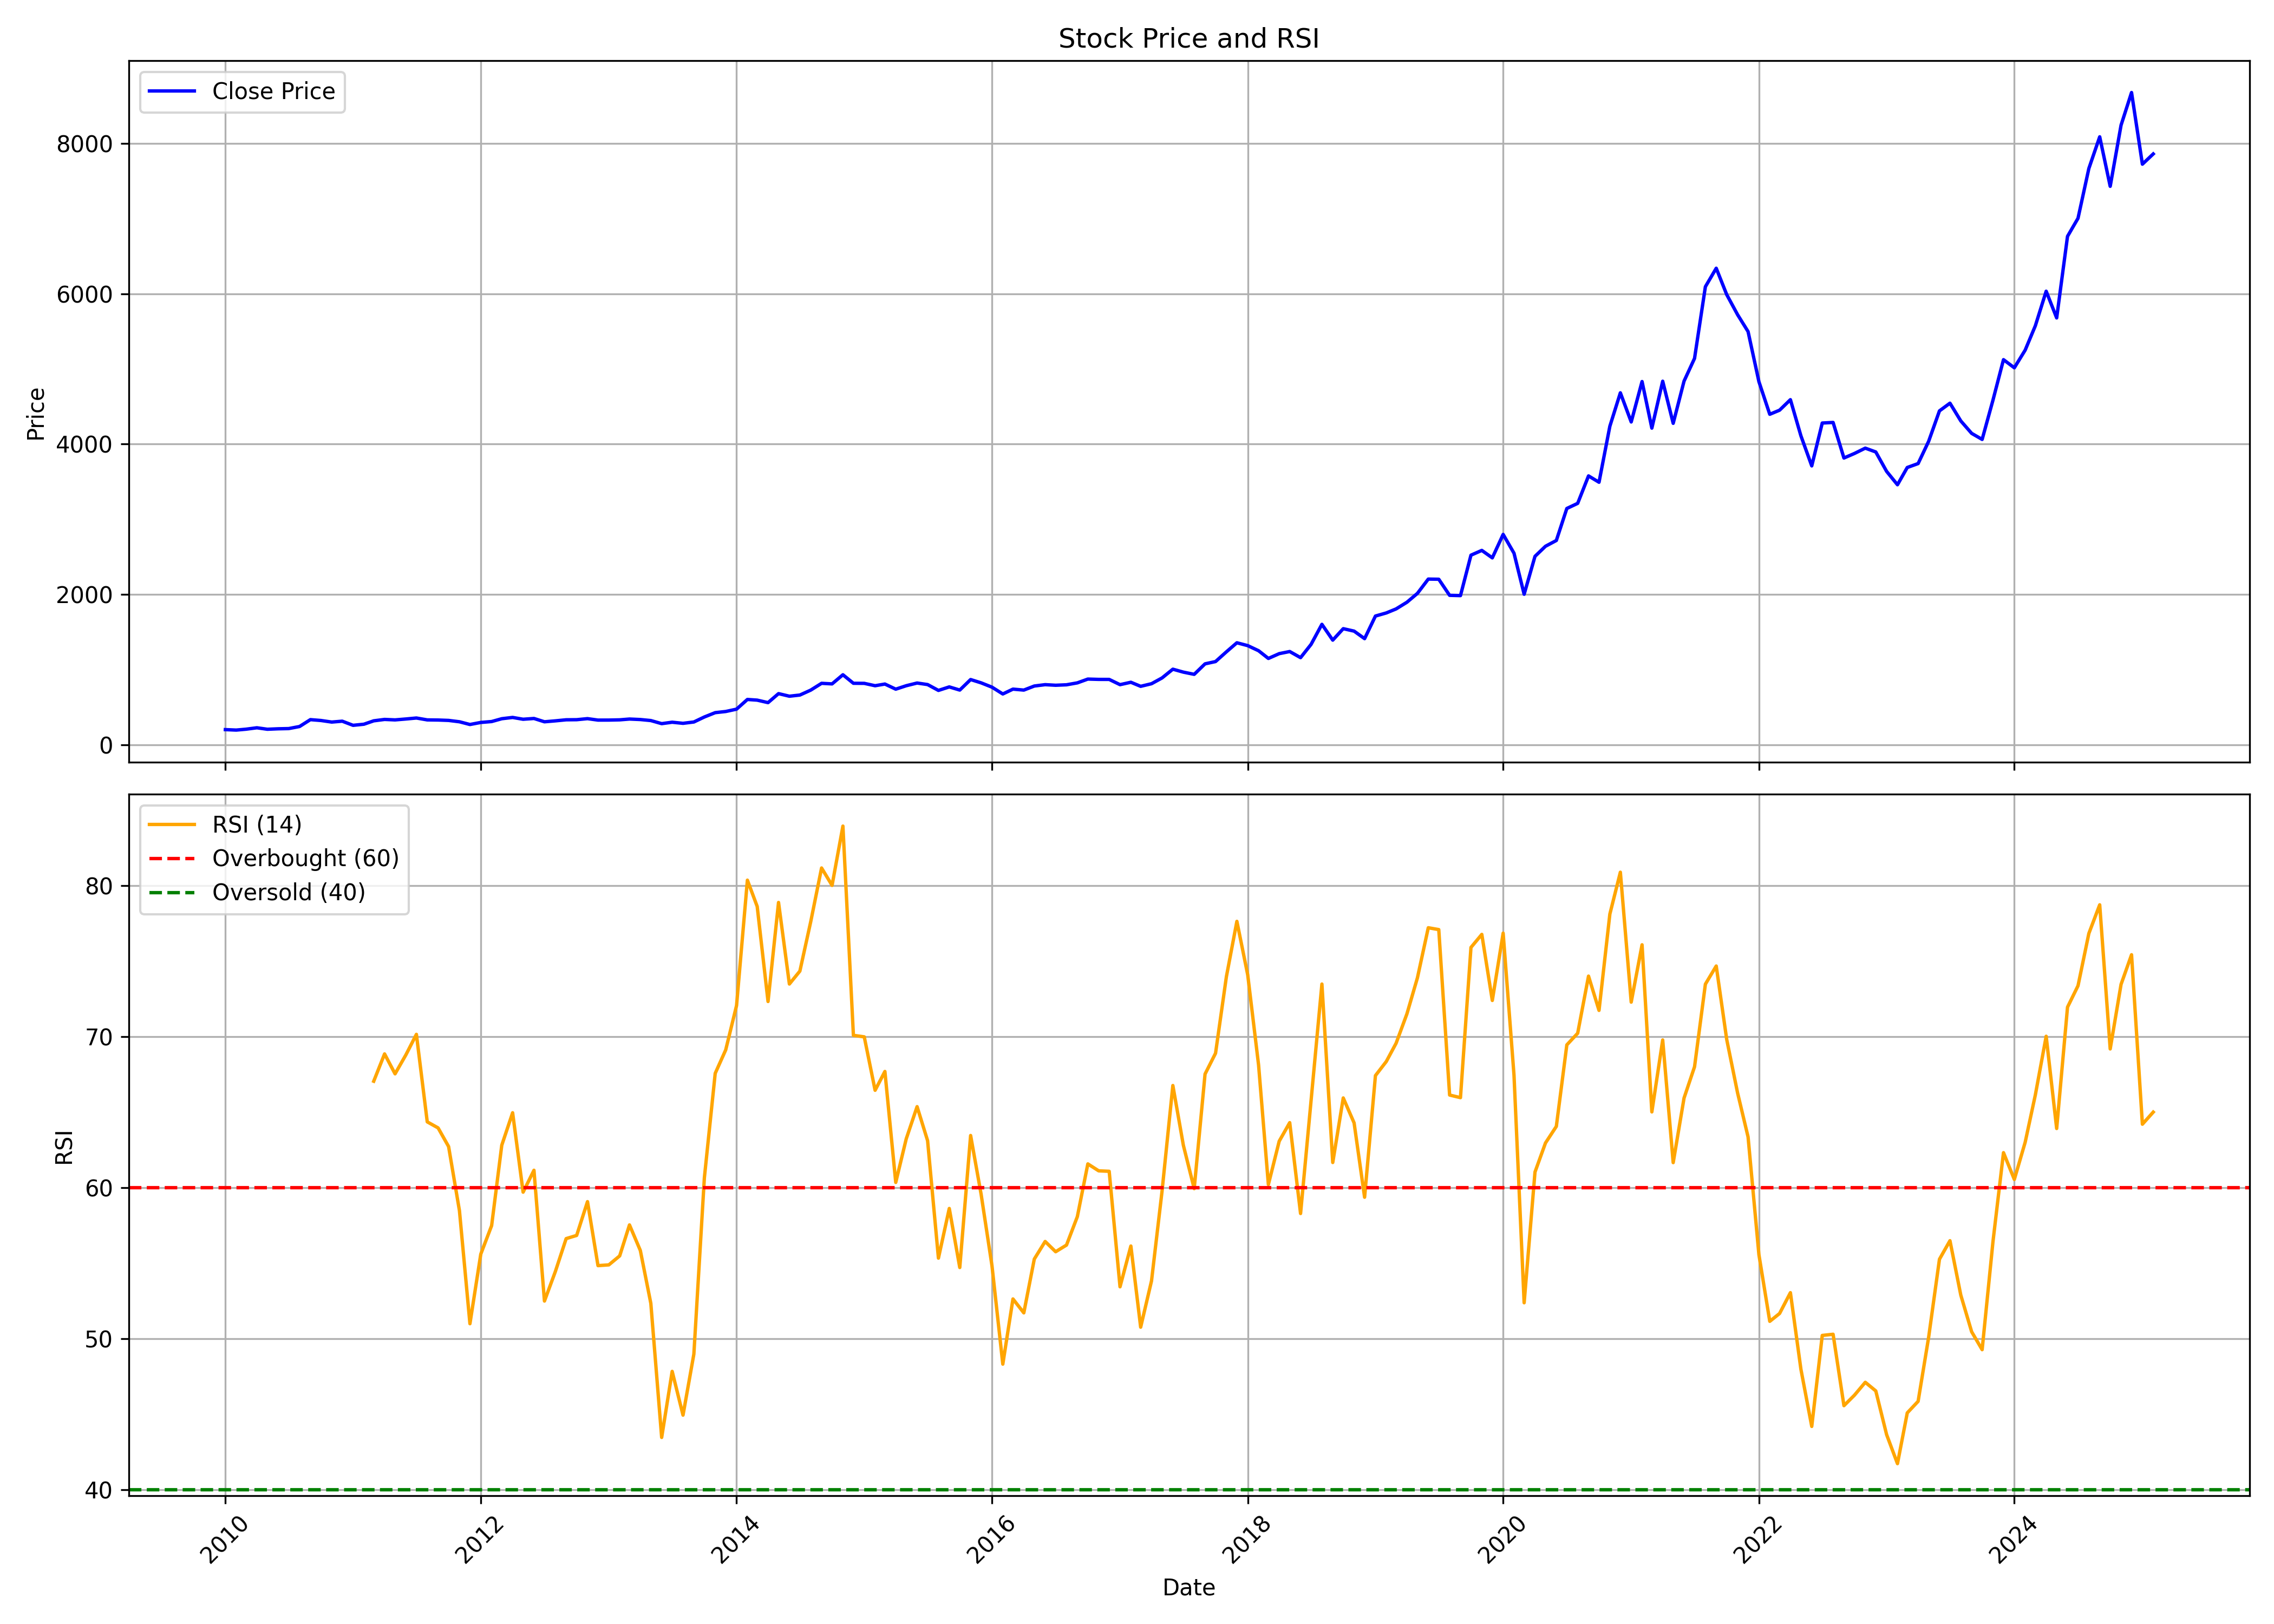 Stock Price and RSI
Close Price
Price
8000
6000
4000
2000
0
RSI (14)
Overbought (60)
Oversold (40)
RSI
80
70
60
50
40
2010
2012
2014
2016
2018
2020
2022
2024
Date